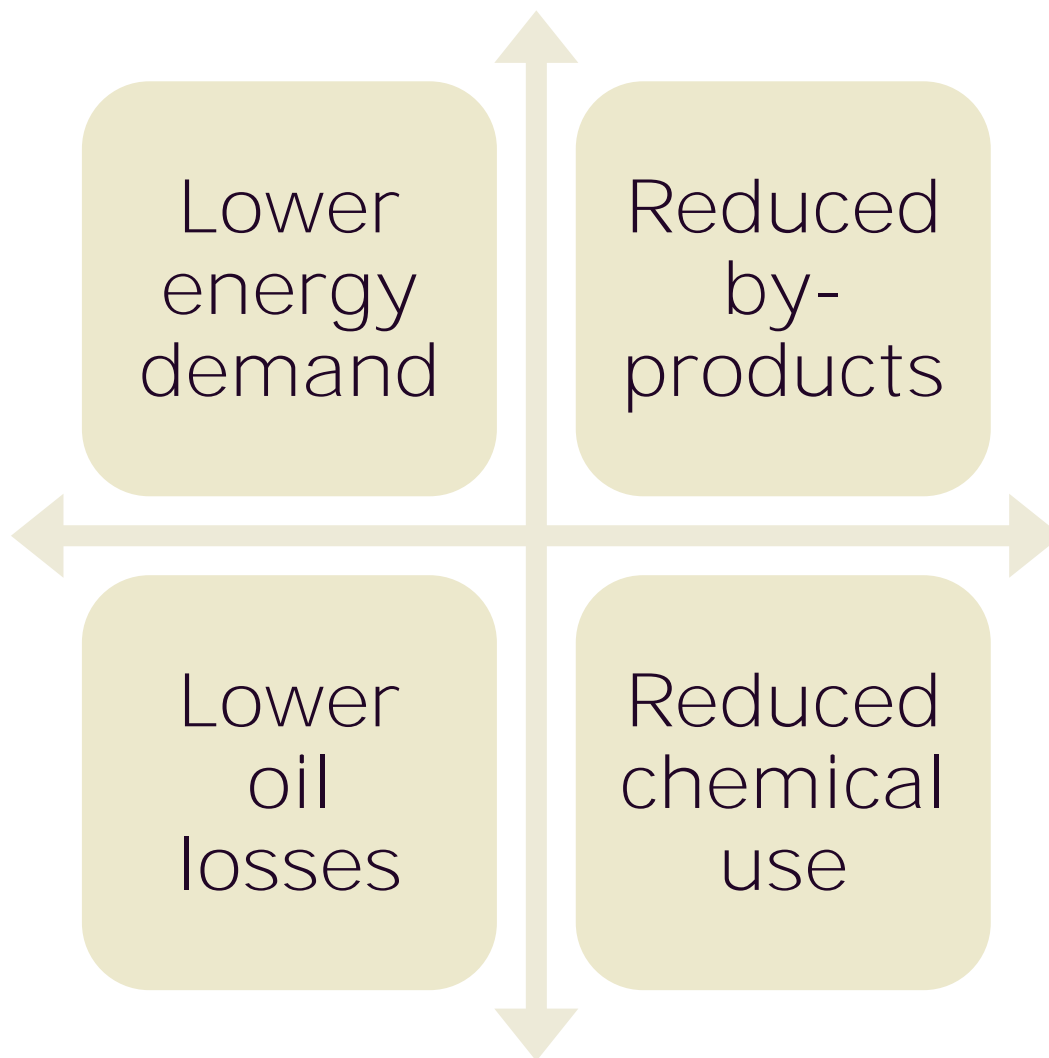 Lower
energy
demand
Reduced
by-
products
Lower
oil
losses
Reduced
chemical
use